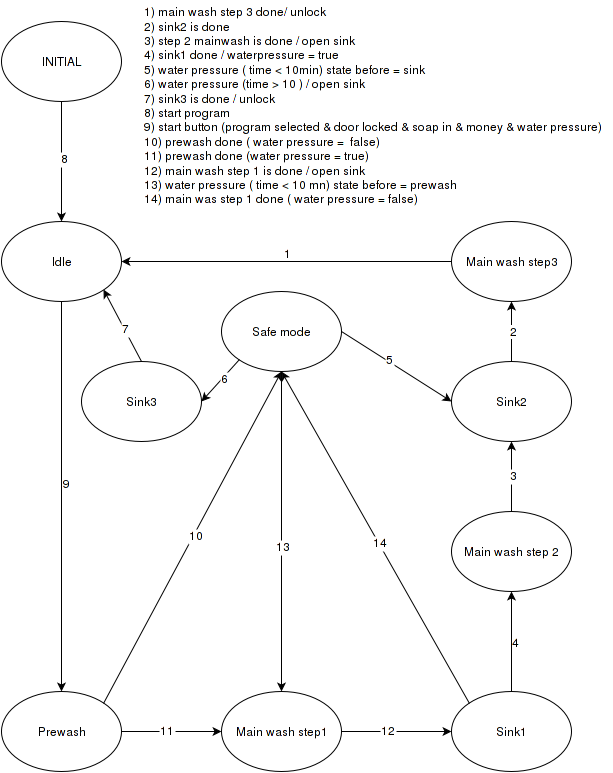 1) main wash step 3 done/ unlock
2) sink2 is done
3) step 2 mainwash is done / open sink
4) sink1 done / waterpressure = true
5) water pressure ( time < 10min) state before = sink
6) water pressure (time > 10 ) / open sink
7) sink3 is done / unlock
8) start program
9) start button (program selected & door locked & soap in & money & water pressure)
10) prewash done ( water pressure =  false)
11) prewash done (water pressure = true)
12) main wash step 1 is done / open sink
13) water pressure ( time < 10 mn) state before = prewash
14) main was step 1 done ( water pressure = false)
INITIAL
8
Idle
1
Main wash step3
7
Safe mode
5
2
6
Sink3
Sink2
9
3
10
13
14
Main wash step 2
4
Prewash
11
Main wash step1
12
Sink1